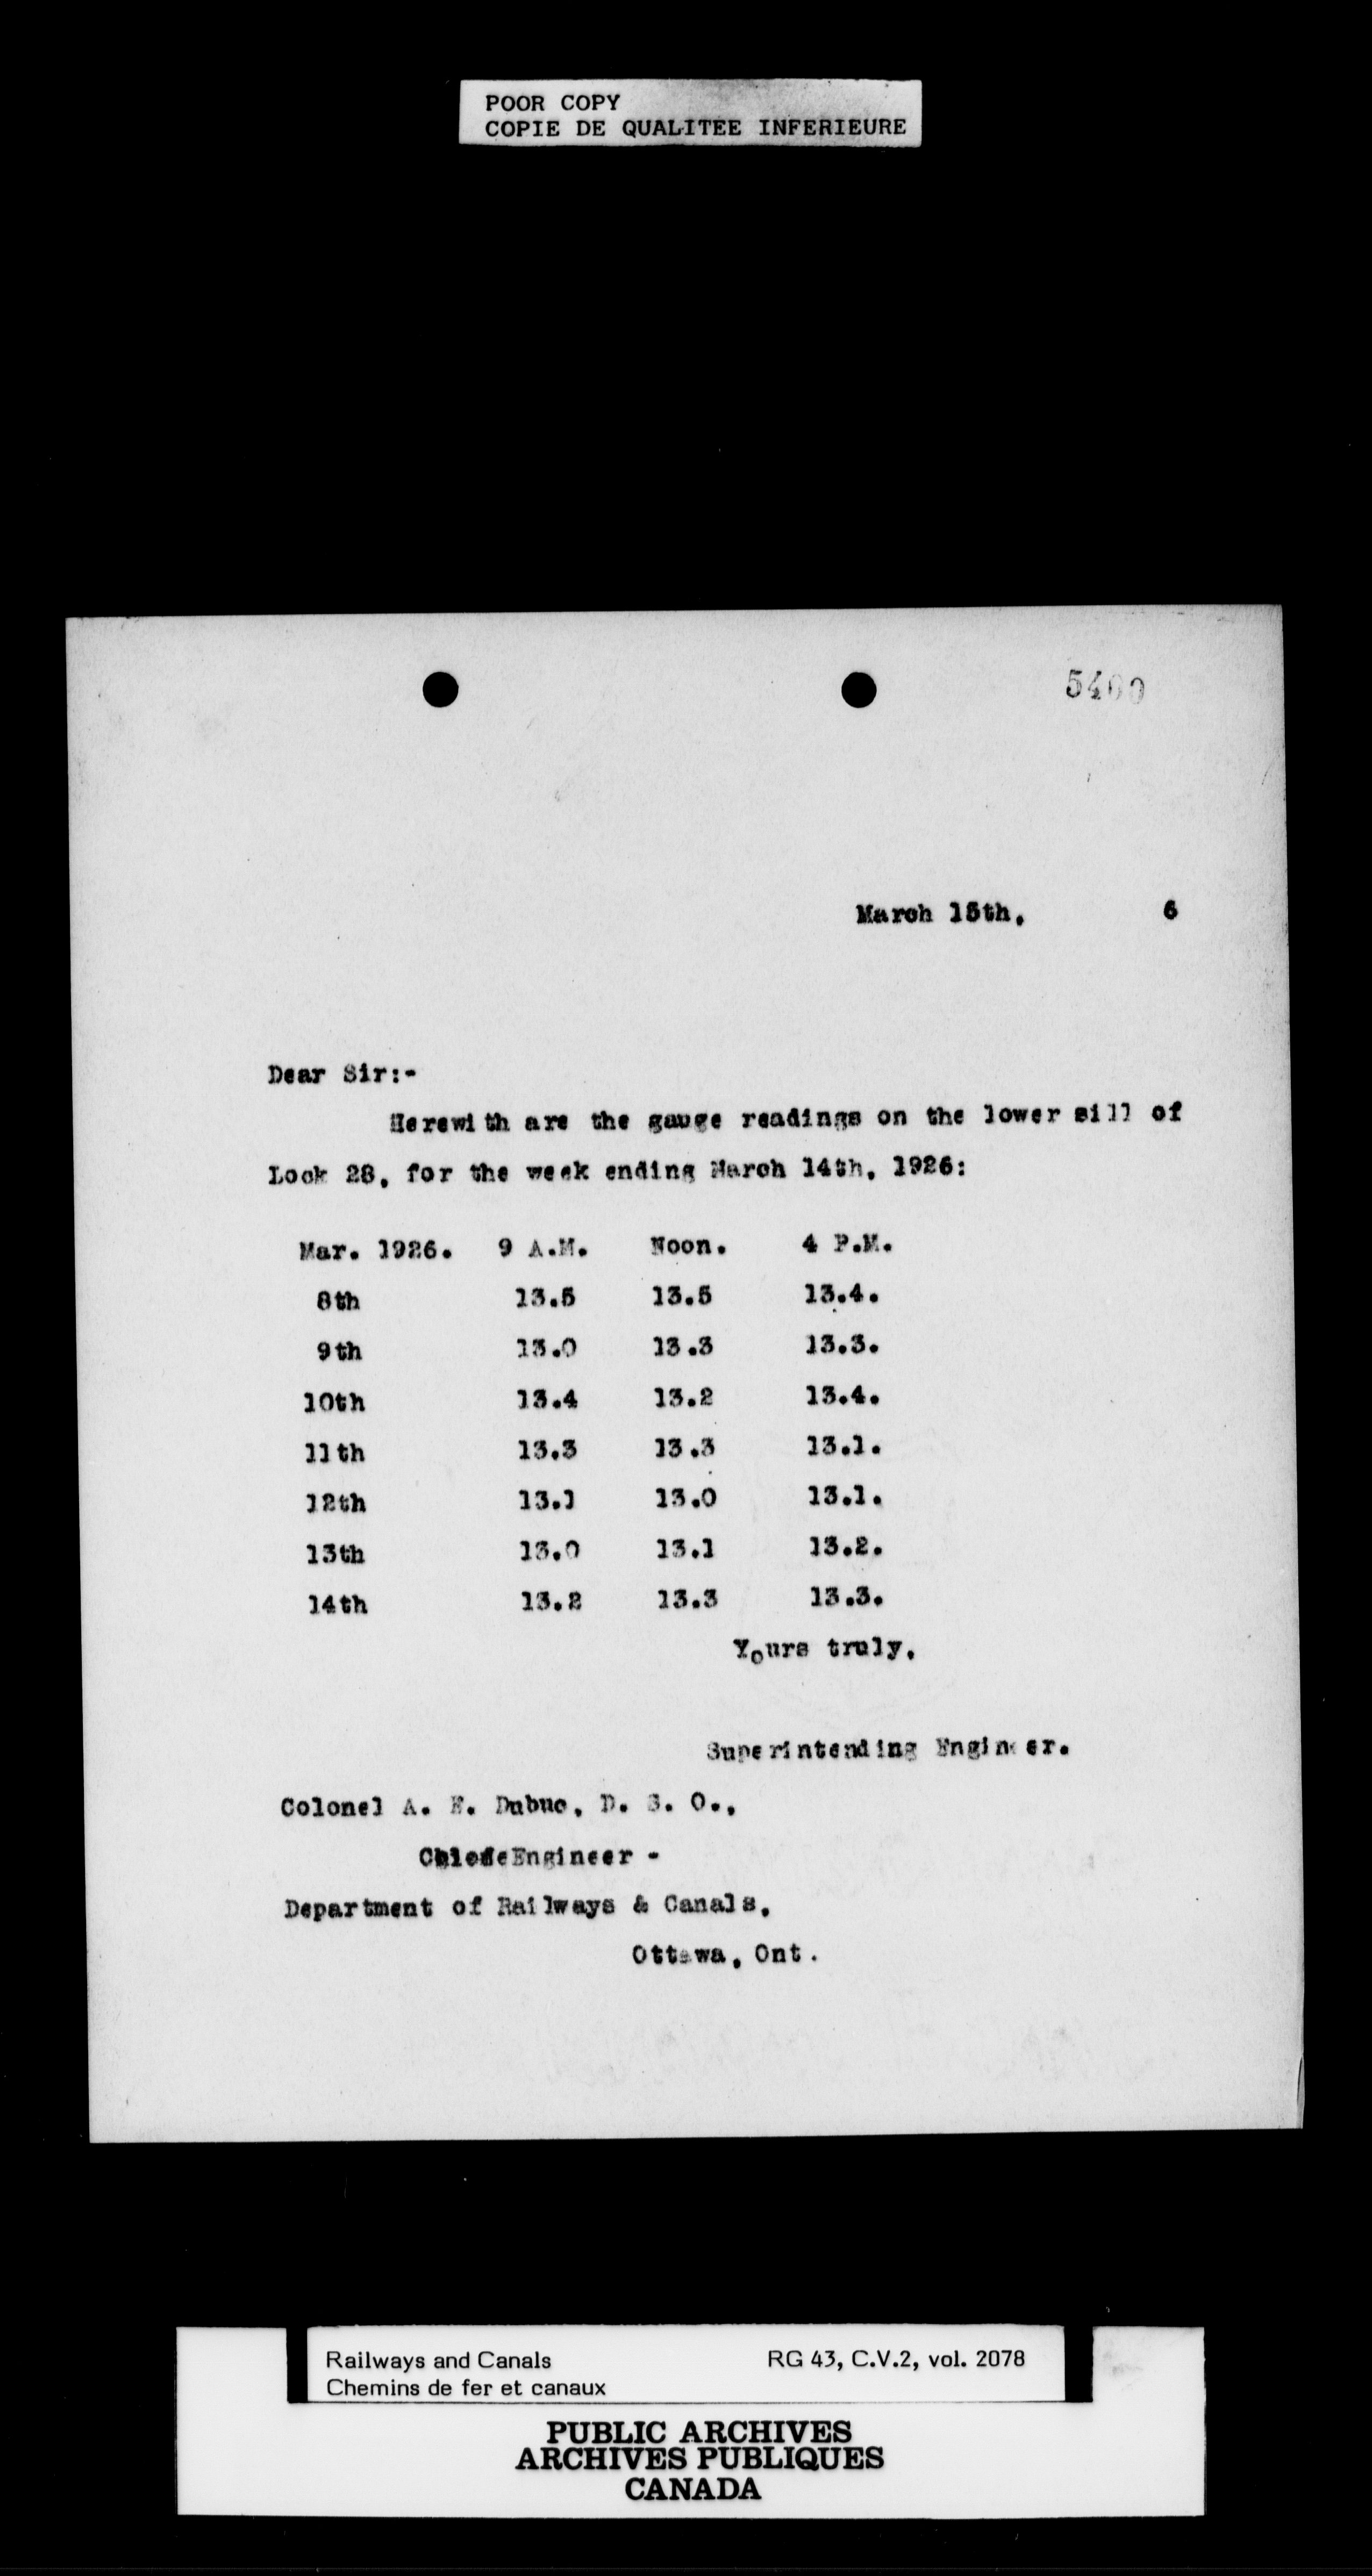 POOR COPY
COPIE DE QUALITEE INFERIEURE
5400
March 15th, 6
Dear Sir:-
Herewith are the gauge readings on the lower sill of
Lock 28, for the week ending March 14th, 1926:
Mar. 1926. 9 A.M. Noon. 4 P.M.
8th 13.5 13.5 13.4.
9th 13.0 13.3 13.3.
10th 13.4 13.2 13.4.
11th 13.3 13.3 13.1.
12th 13.1 13.0 13.1.
13th 13.0 13.1 13.2.
14th 13.2 13.3 13.3.
Yours truly,
Superintending Engineer.
Colonel A. E. Dubuc, D. S. O.,
Engineer -
Department of Railways & Canals,
Ottawa, Ont.
Railways and Canals RG 43, C.V.2, vol. 2078
Chemins de fer et canaux
PUBLIC ARCHIVES
ARCHIVES PUBLIQUES
CANADA